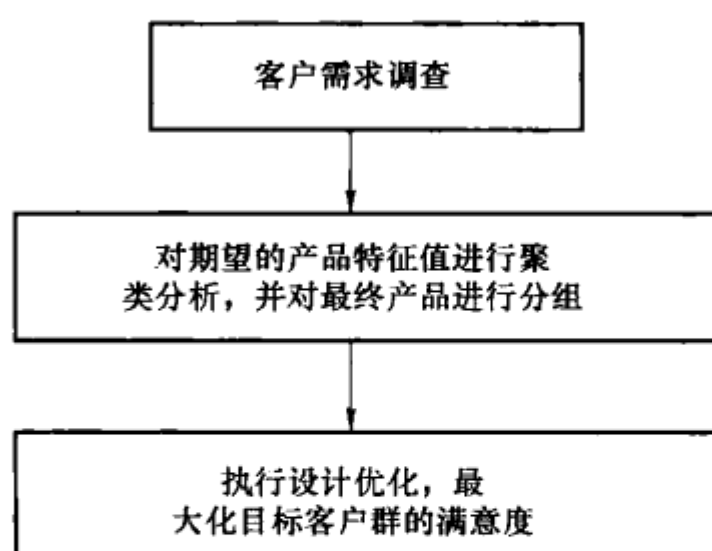 客户需求调查
对期望的产品特征值进行聚
类分析，并对最终产品进行分组
执行设计优化，最
大化目标客户群的满意度